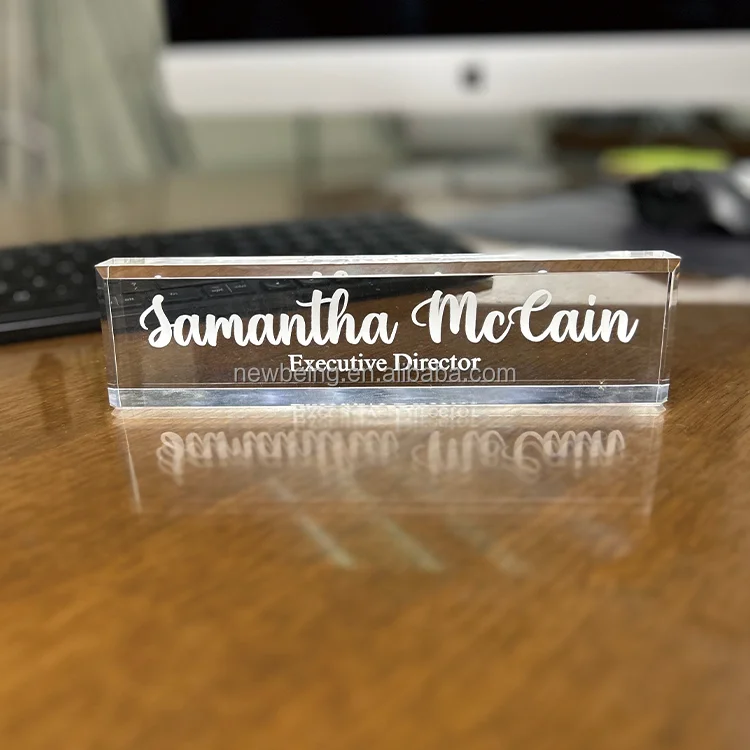 Samantha McCain
Executive Director
newbeing.en.alibaba.com